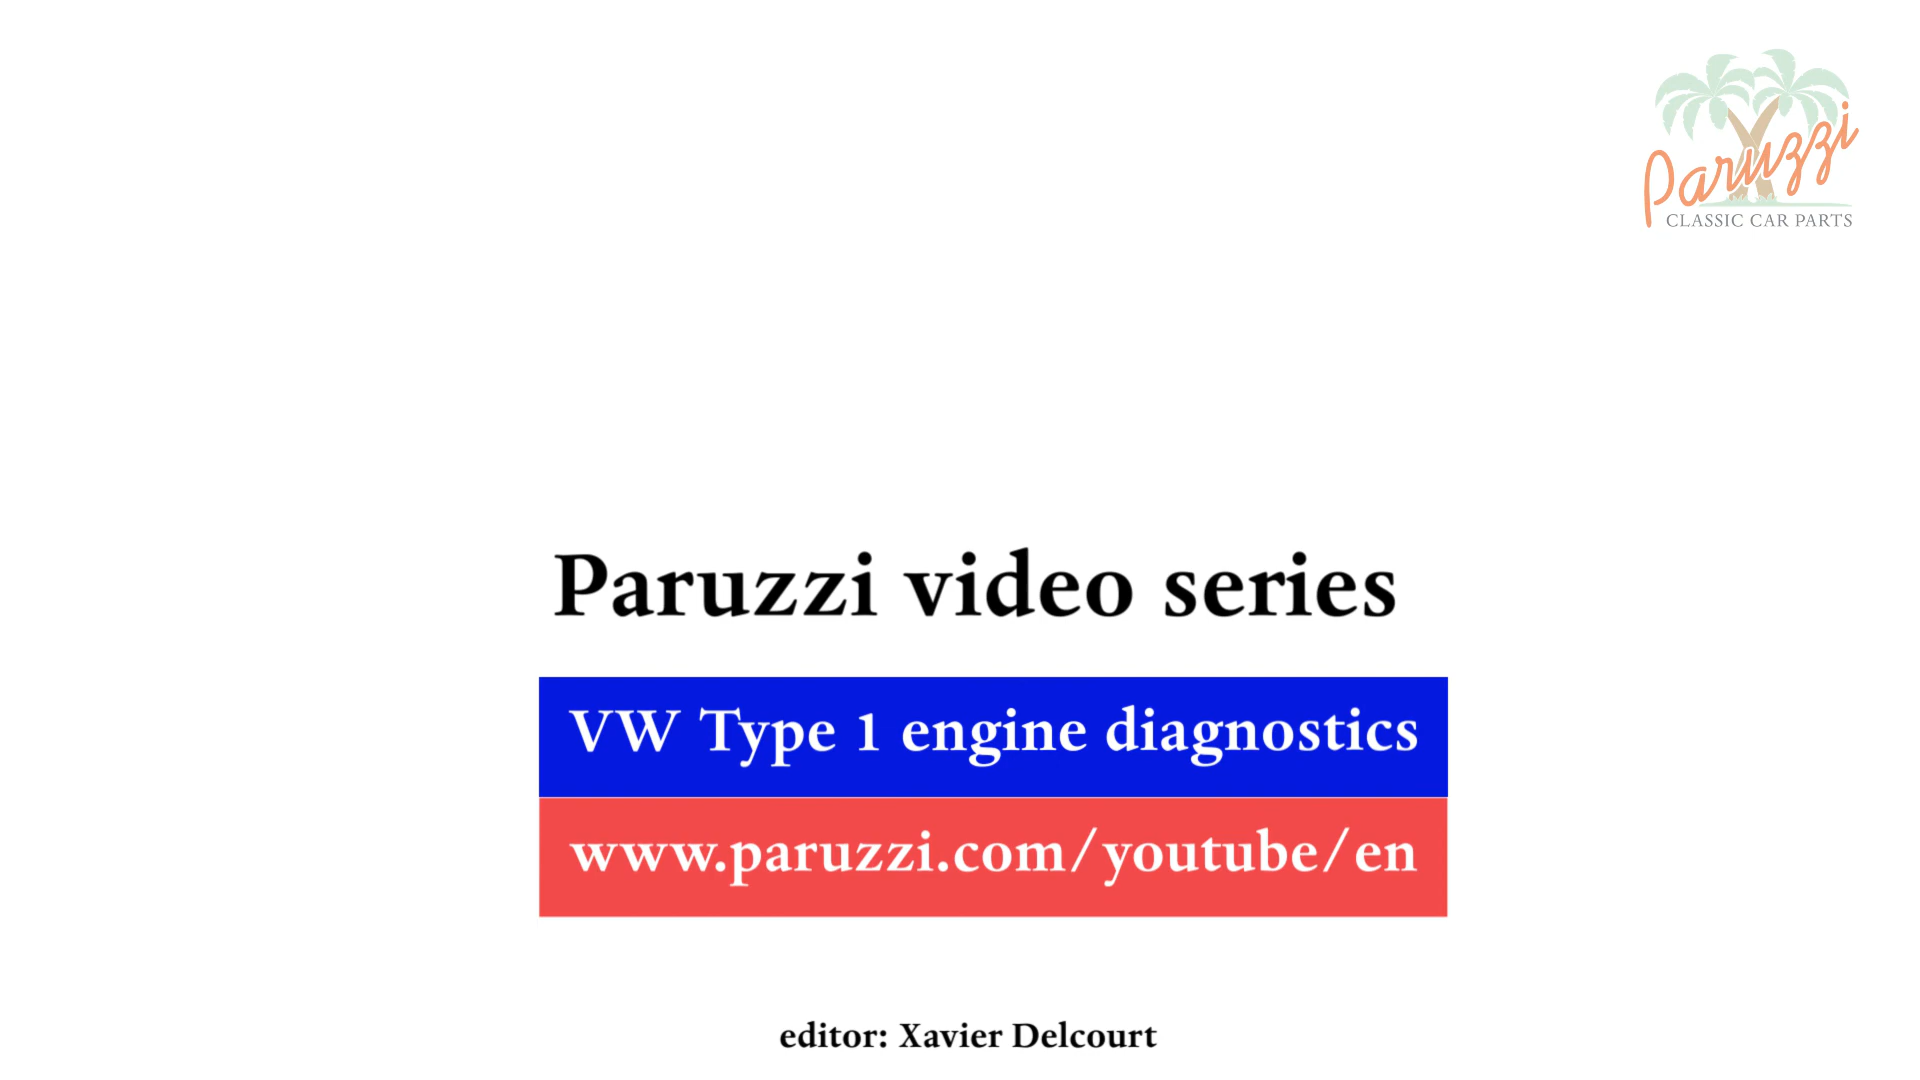 Paruzzi
CLASSIC CAR PARTS
Paruzzi video series
VW Type 1 engine diagnostics
www.paruzzi.com/youtube/en
editor: Xavier Delcourt